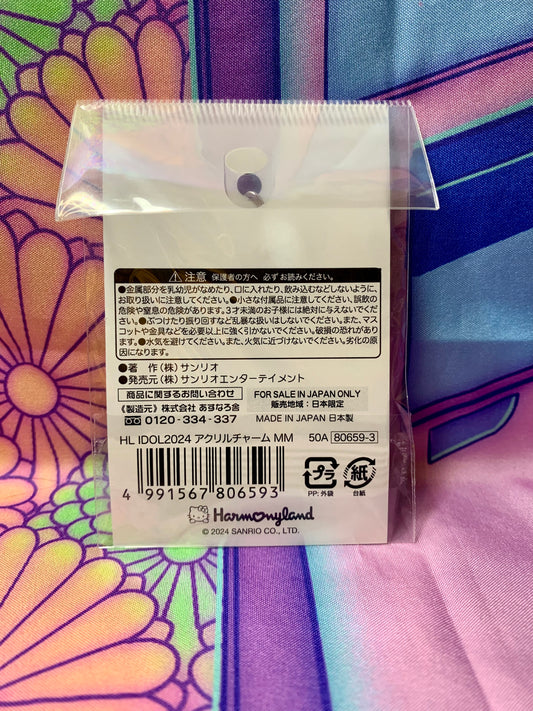 ⚠ 注意 保護者の方へ 必ずお読みください。
●金属部分を乳幼児がなめたり、口に入れたり、飲み込むなどしないように、
お取り扱いに注意してください。●小さな付属品に注意してください。誤飲の
危険や窒息の危険があります。3才未満のお子様には絶対に与えないでくださ
い。●ぶつけたり振り回すなど乱暴な扱いはしないでください。また、マス
コットや金具などを必要以上に強く引かないでください。破損の恐れがあり
ます。●水気を避けてください。また、火気に近づけないでください。劣化の原
因になります。
●著 作(株)サンリオ
●発売元(株)サンリオエンターテイメント
商品に関するお問い合わせ
《製造元》株式会社 あすなろ舎
0120-334-337
FOR SALE IN JAPAN ONLY
販売地域:日本限定
MADE IN JAPAN 日本製
HL IDOL2024 アクリルチャーム MM 50A 80659-3
4 991567 806593
プラ
PP:外袋
紙
台紙
Harmonyland
© 2024 SANRIO CO., LTD.